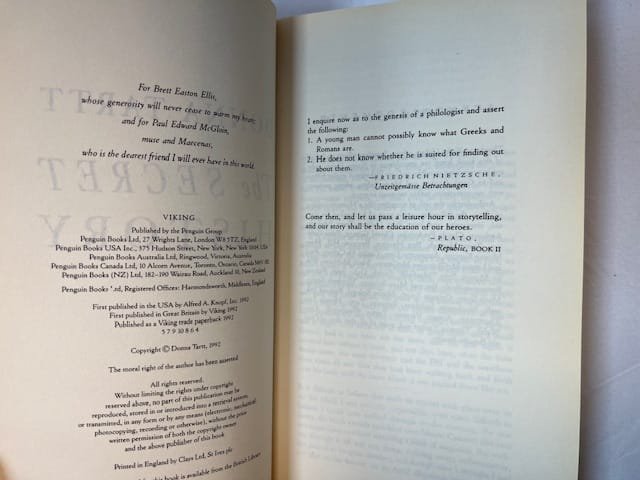 For Brett Easton Ellis,
whose generosity will never cease to warm my heart;
and for Paul Edward McGloin,
muse and Maecenas,
who is the dearest friend I will ever have in this world.
VIKING
Published by the Penguin Group
Penguin Books Ltd, 27 Wrights Lane, London W8 5TZ, England
Penguin Books USA Inc., 375 Hudson Street, New York, New York 10014, USA
Penguin Books Australia Ltd, Ringwood, Victoria, Australia
Penguin Books Canada Ltd, 10 Alcorn Avenue, Toronto, Ontario, Canada M4V 3B2
Penguin Books (NZ) Ltd, 182–190 Wairau Road, Auckland 10, New Zealand
Penguin Books Ltd, Registered Offices: Harmondsworth, Middlesex, England
First published in the USA by Alfred A. Knopf, Inc. 1992
First published in Great Britain by Viking 1992
Published as a Viking trade paperback 1992
5 7 9 10 8 6 4
Copyright © Donna Tartt, 1992
The moral right of the author has been asserted
All rights reserved.
Without limiting the rights under copyright
reserved above, no part of this publication may be
reproduced, stored in or introduced into a retrieval system,
or transmitted, in any form or by any means (electronic, mechanical,
photocopying, recording or otherwise), without the prior
written permission of both the copyright owner
and the above publisher of this book
Printed in England by Clays Ltd, St Ives plc
for this book is available from the British Library
I enquire now as to the genesis of a philologist and assert
the following:
1. A young man cannot possibly know what Greeks and
Romans are.
2. He does not know whether he is suited for finding out
about them.
—FRIEDRICH NIETZSCHE,
Unzeitgemässe Betrachtungen
Come then, and let us pass a leisure hour in storytelling,
and our story shall be the education of our heroes.
—PLATO,
Republic, BOOK II